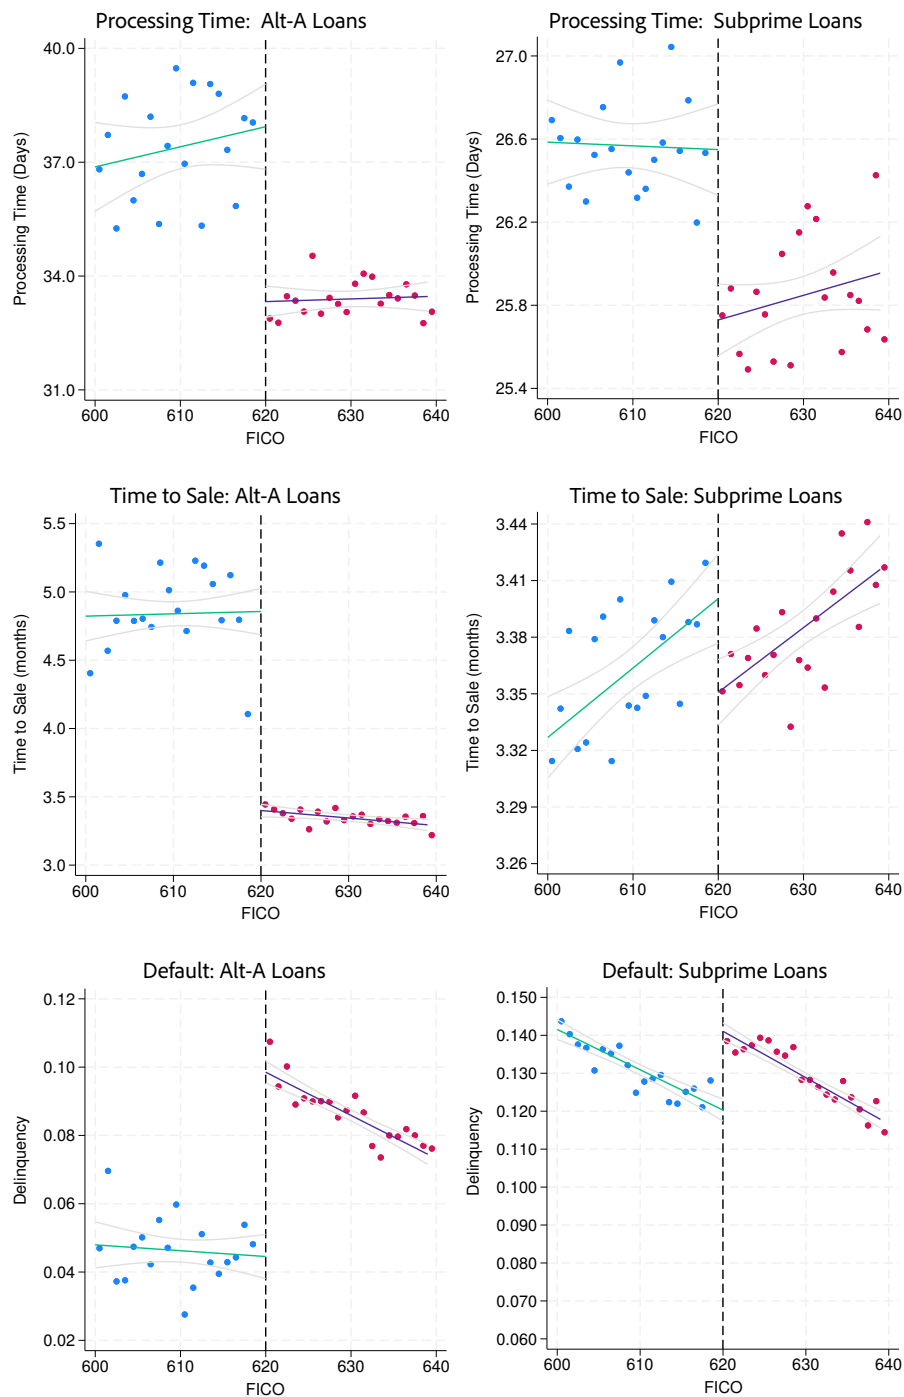 Processing Time:  Alt-A Loans
Processing Time (Days)
40.0
37.0
34.0
31.0
600 610 620 630 640
FICO
Processing Time:  Subprime Loans
Processing Time (Days)
27.0
26.6
26.2
25.8
25.4
600 610 620 630 640
FICO
Time to Sale: Alt-A Loans
Time to Sale (months)
5.5
5.0
4.5
4.0
3.5
3.0
600 610 620 630 640
FICO
Time to Sale: Subprime Loans
Time to Sale (months)
3.44
3.41
3.38
3.35
3.32
3.29
3.26
600 610 620 630 640
FICO
Default: Alt-A Loans
Delinquency
0.12
0.10
0.08
0.06
0.04
0.02
600 610 620 630 640
FICO
Default: Subprime Loans
Delinquency
0.150
0.140
0.130
0.120
0.110
0.100
0.090
0.080
0.070
0.060
600 610 620 630 640
FICO